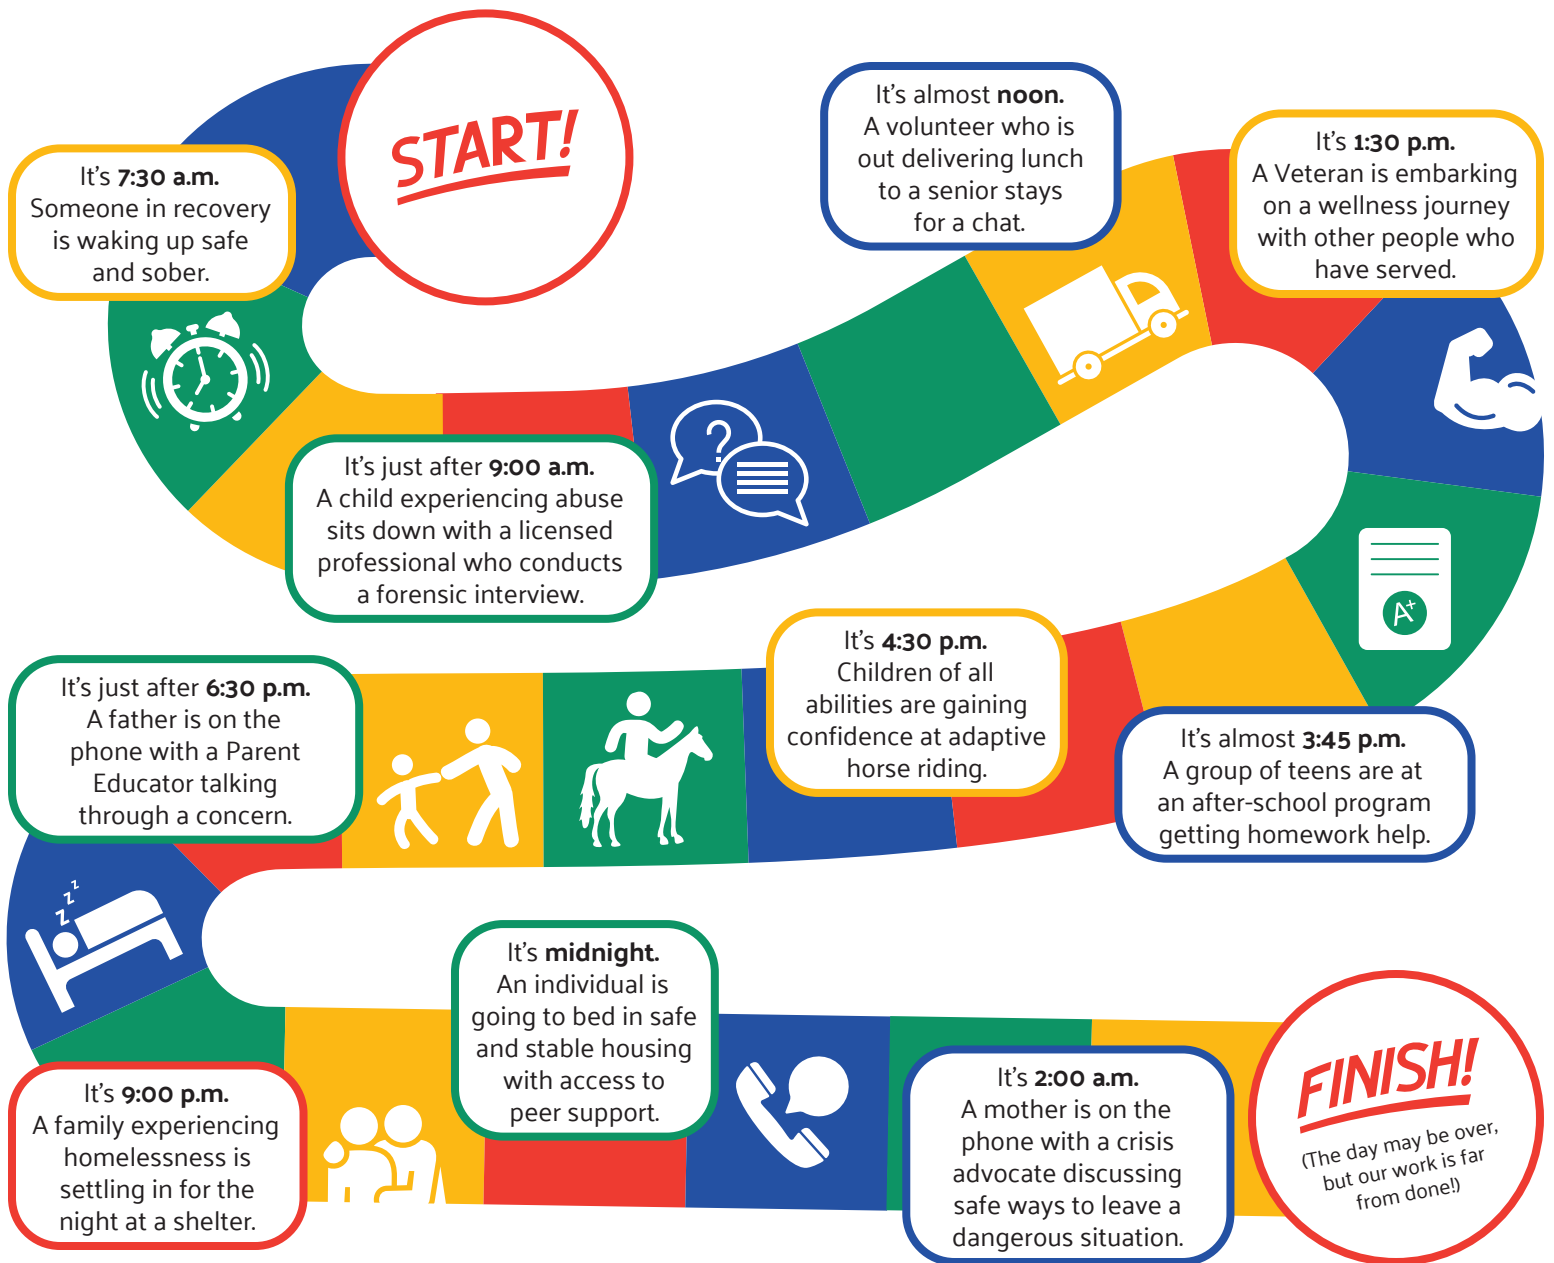 START!
It's 7:30 a.m.
Someone in recovery
is waking up safe
and sober.
It's just after 9:00 a.m.
A child experiencing abuse
sits down with a licensed
professional who conducts
a forensic interview.
?
It's almost noon.
A volunteer who is
out delivering lunch
to a senior stays
for a chat.
It's 1:30 p.m.
A Veteran is embarking
on a wellness journey
with other people who
have served.
A+
It's almost 3:45 p.m.
A group of teens are at
an after-school program
getting homework help.
It's 4:30 p.m.
Children of all
abilities are gaining
confidence at adaptive
horse riding.
It's just after 6:30 p.m.
A father is on the
phone with a Parent
Educator talking
through a concern.
z z z
It's 9:00 p.m.
A family experiencing
homelessness is
settling in for the
night at a shelter.
It's midnight.
An individual is
going to bed in safe
and stable housing
with access to
peer support.
It's 2:00 a.m.
A mother is on the
phone with a crisis
advocate discussing
safe ways to leave a
dangerous situation.
FINISH!
(The day may be over,
but our work is far
from done!)